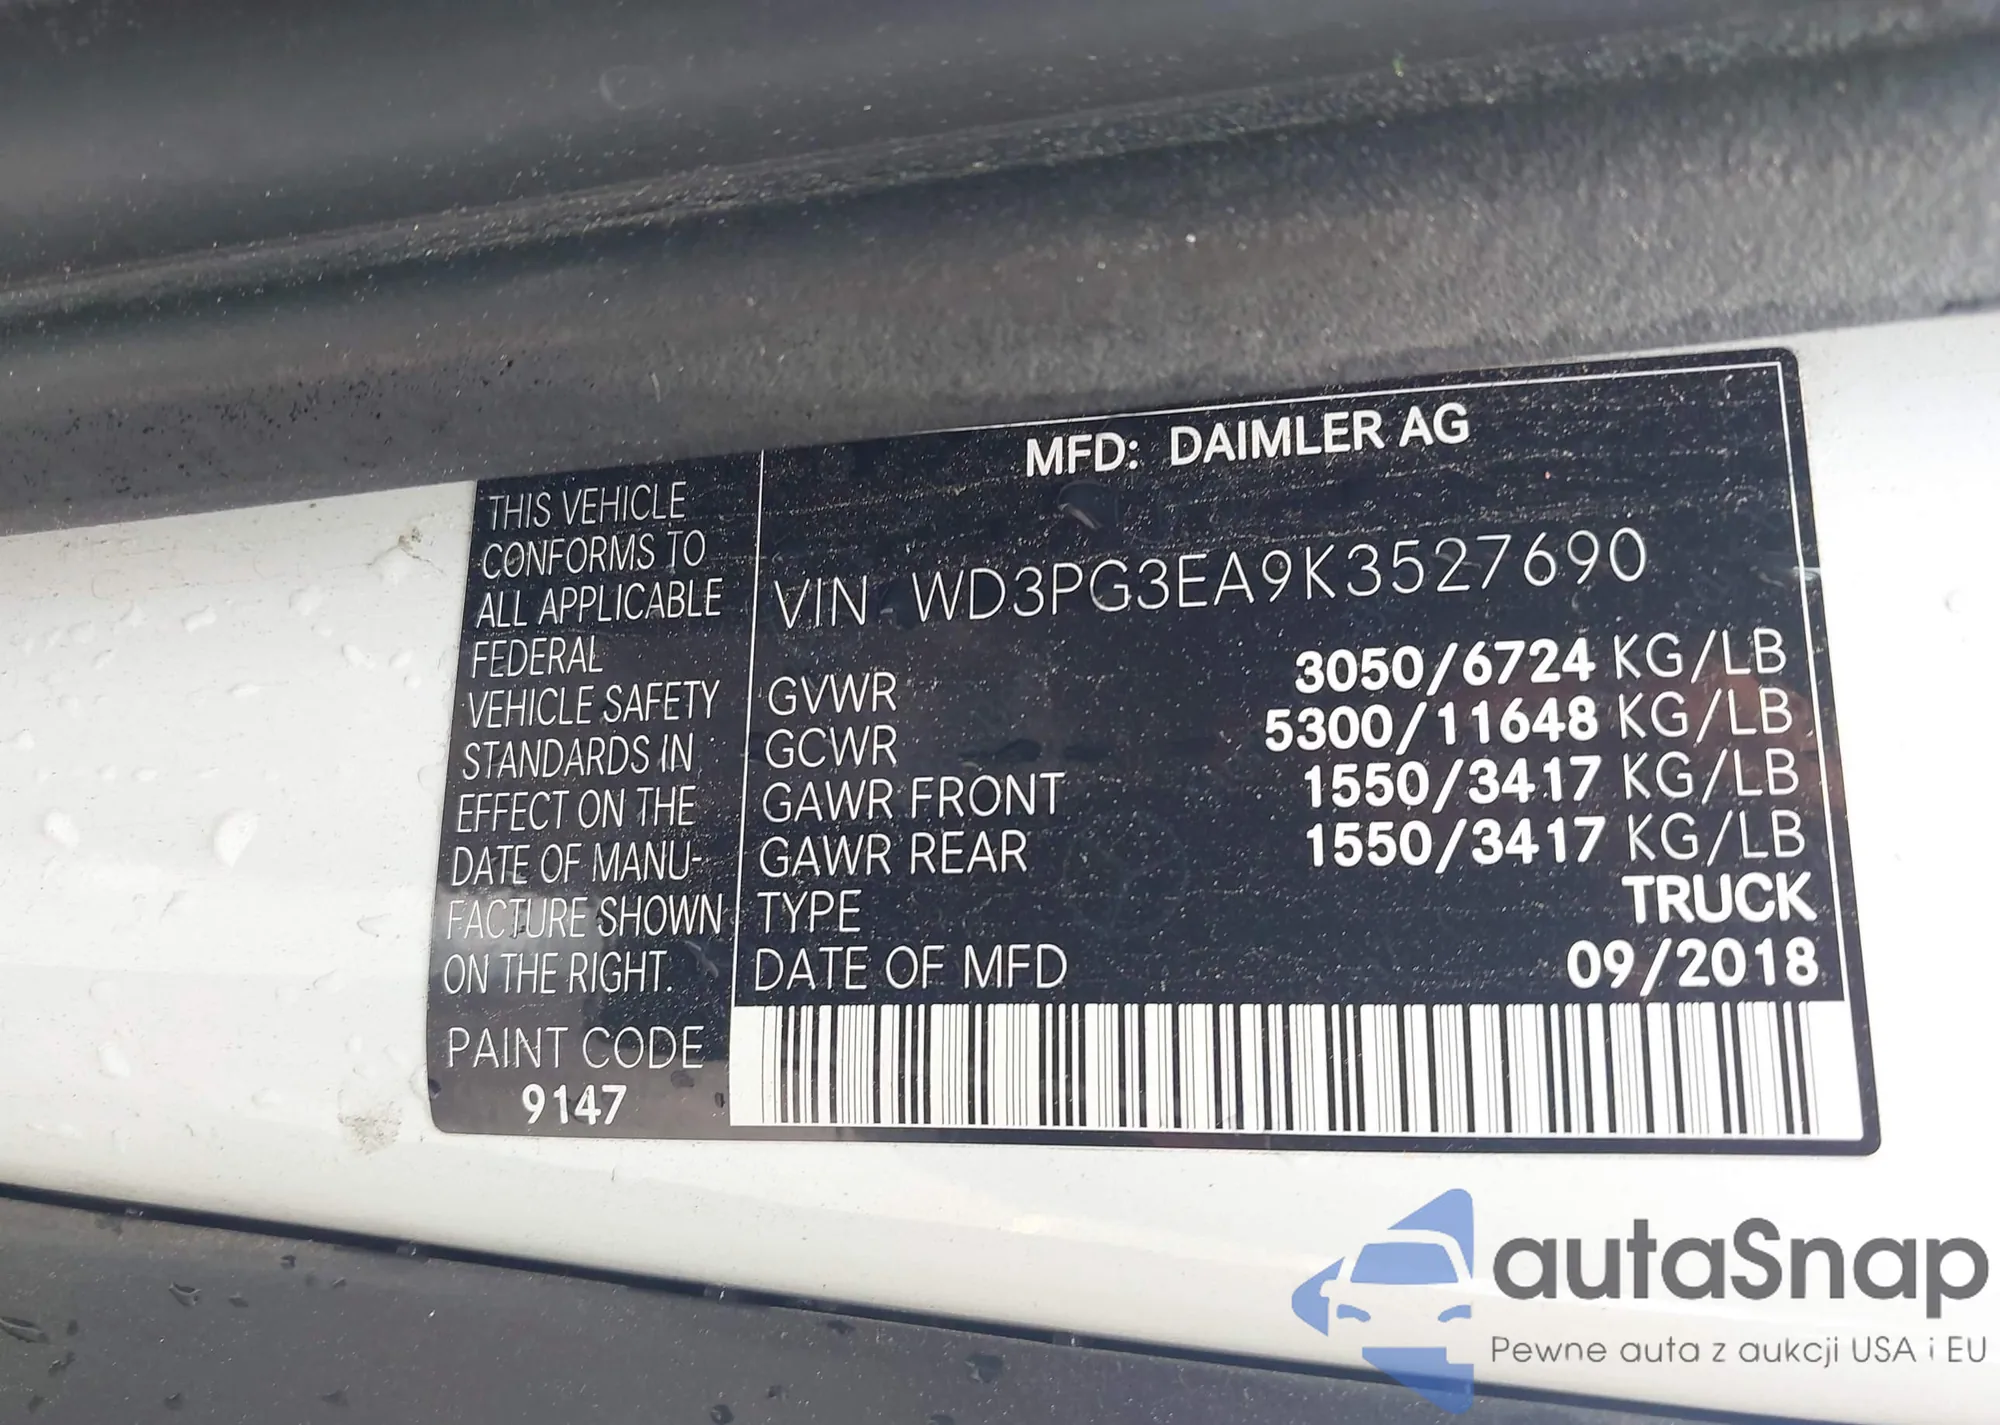 MFD: DAIMLER AG
THIS VEHICLE
CONFORMS TO
ALL APPLICABLE
FEDERAL
VEHICLE SAFETY
STANDARDS IN
EFFECT ON THE
DATE OF MANU-
FACTURE SHOWN
ON THE RIGHT.
PAINT CODE
9147
VIN WD3PG3EA9K3527690
GVWR 3050/6724 KG/LB
GCWR 5300/11648 KG/LB
GAWR FRONT 1550/3417 KG/LB
GAWR REAR 1550/3417 KG/LB
TYPE TRUCK
DATE OF MFD 09/2018
autaSnap
Pewne auta z aukcji USA i EU